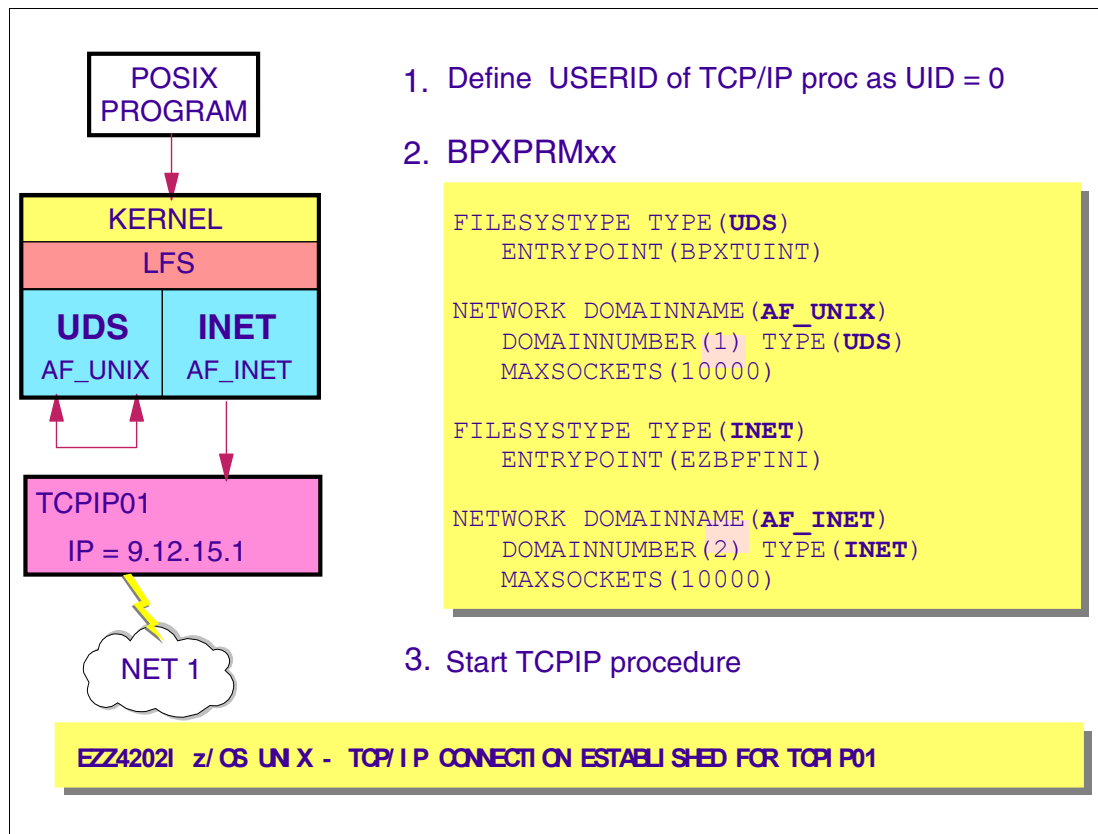 POSIX
PROGRAM
KERNEL
LFS
UDS
AF_UNIX
INET
AF_INET
TCPIP01
IP = 9.12.15.1
NET 1
1. Define USERID of TCP/IP proc as UID = 0
2. BPXPRMxx
FILESYSTYPE TYPE(UDS)
ENTRYPOINT(BPXTUINT)
NETWORK DOMAINNAME(AF_UNIX)
DOMAINNUMBER(1) TYPE(UDS)
MAXSOCKETS(10000)
FILESYSTYPE TYPE(INET)
ENTRYPOINT(EZBPFINI)
NETWORK DOMAINNAME(AF_INET)
DOMAINNUMBER(2) TYPE(INET)
MAXSOCKETS(10000)
3. Start TCPIP procedure
EZZ4202I z/OS UNIX - TCP/IP CONNECTION ESTABLISHED FOR TCPIP01